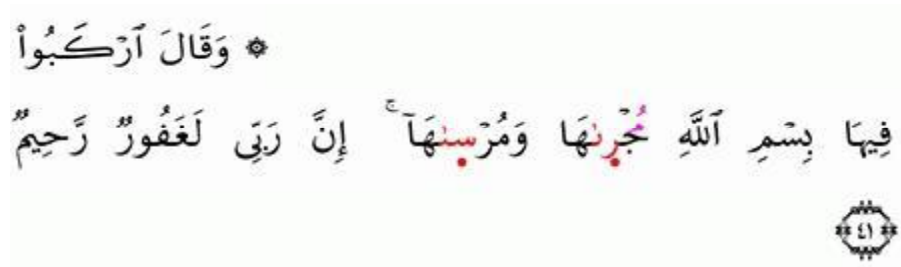 ۞ وَقَالَ ٱرۡكَبُواْ
فِيهَا بِسۡمِ ٱللَّهِ مُجۡرٜىٰهَا وَمُرۡسٜىٰهَآۚ إِنَّ رَبِّي لَغَفُورٞ رَّحِيمٞ
٤١